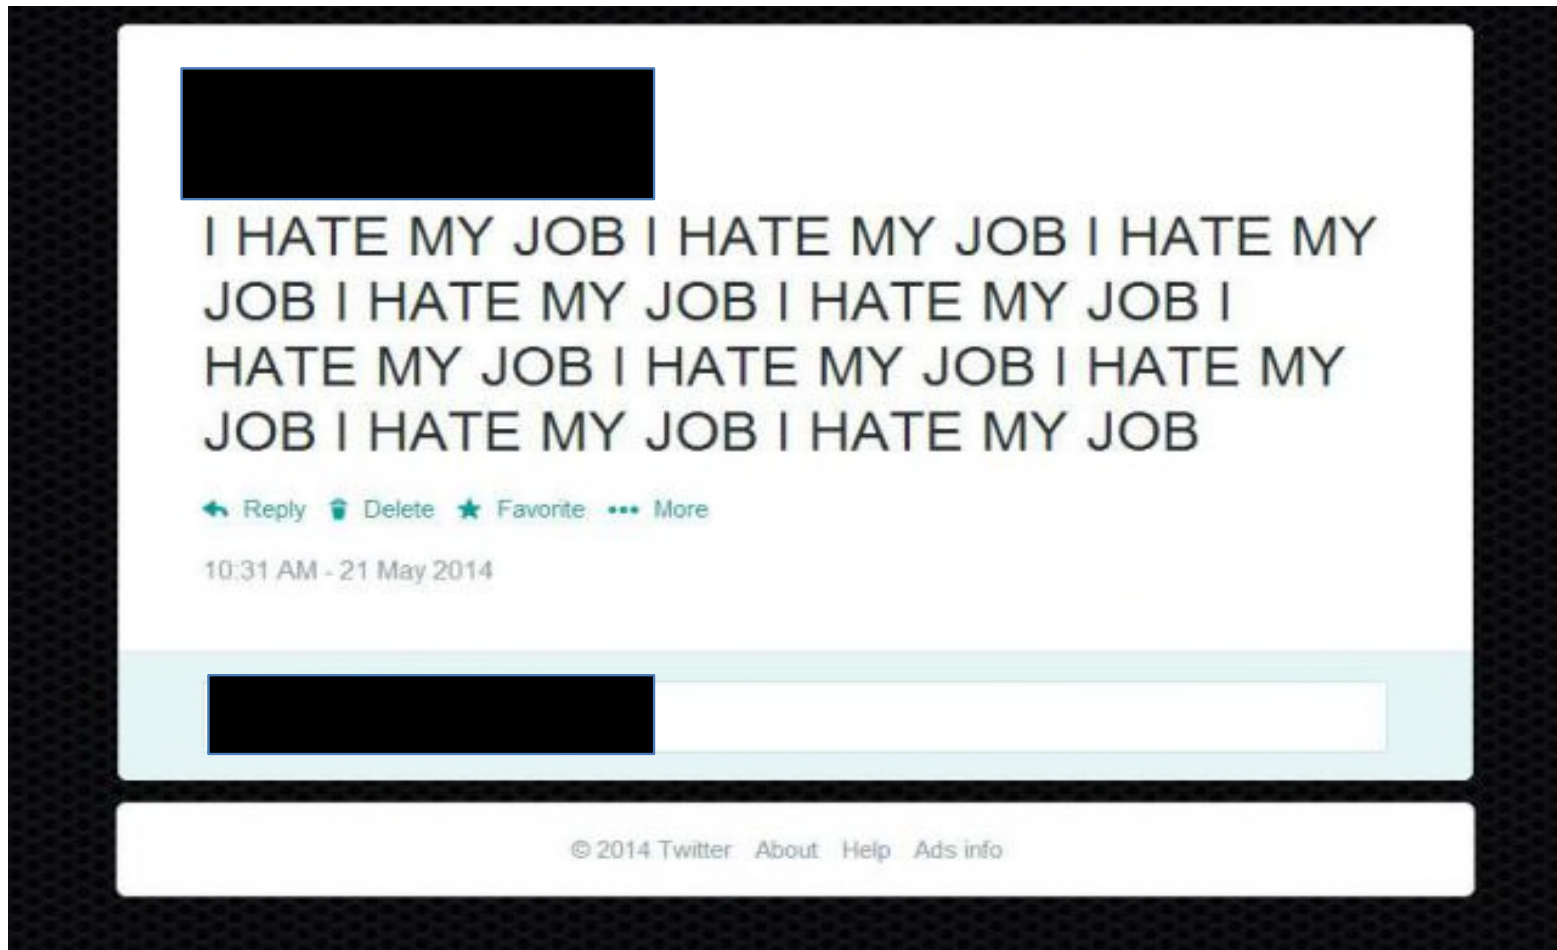 I HATE MY JOB I HATE MY JOB I HATE MY
JOB I HATE MY JOB I HATE MY JOB I
HATE MY JOB I HATE MY JOB I HATE MY
JOB I HATE MY JOB I HATE MY JOB
Reply Delete Favorite More
10:31 AM - 21 May 2014
© 2014 Twitter About Help Ads info